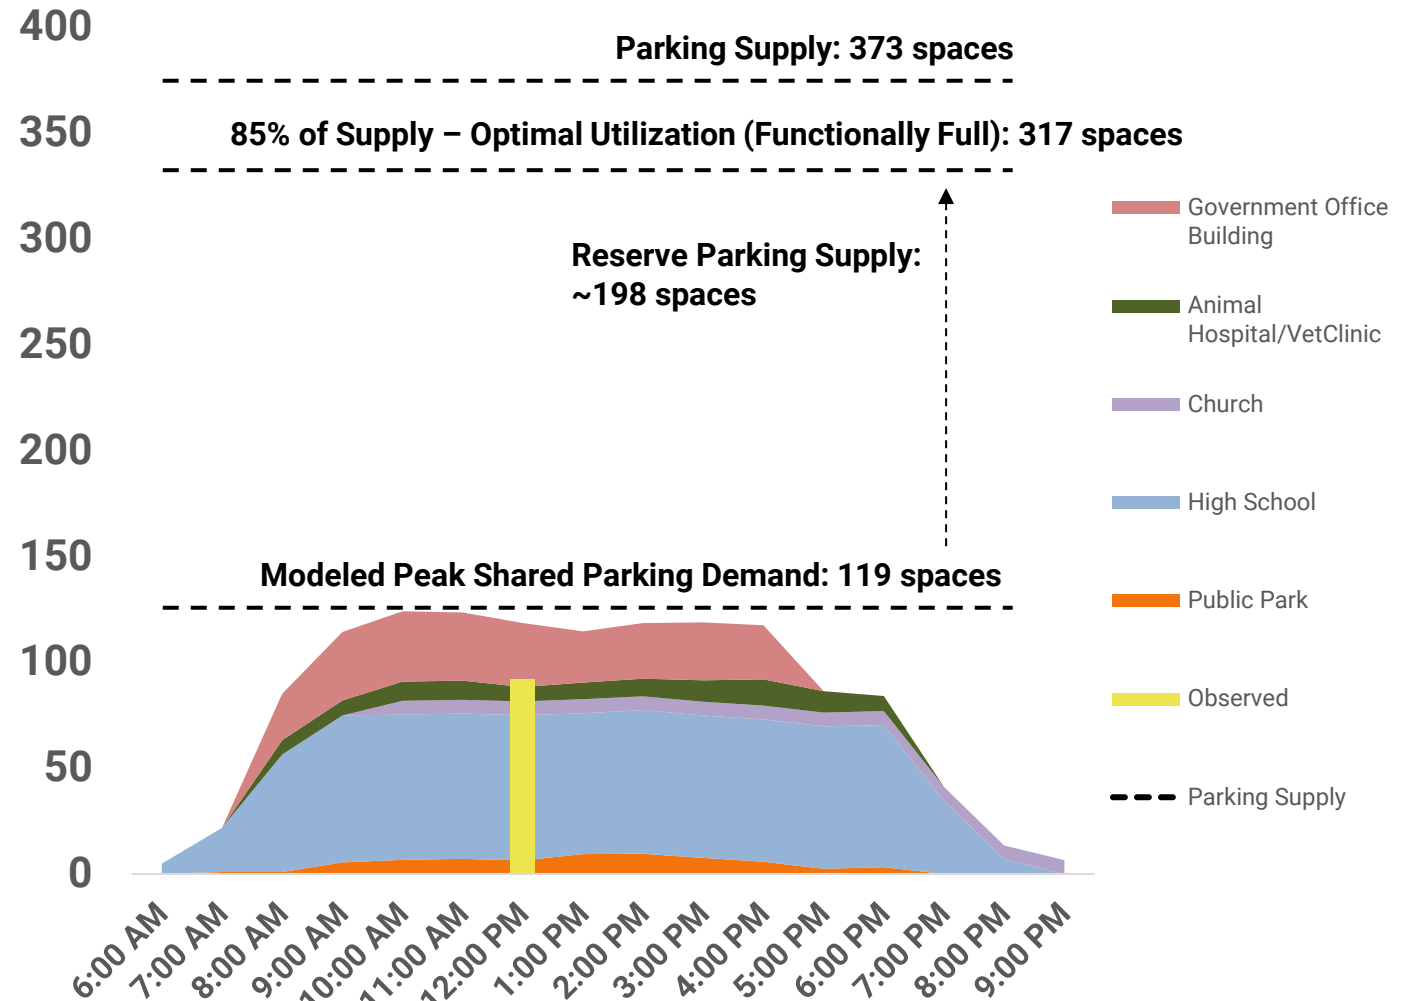 400
Parking Supply: 373 spaces
350
85% of Supply – Optimal Utilization (Functionally Full): 317 spaces
300
Reserve Parking Supply:
~198 spaces
250
200
150
Modeled Peak Shared Parking Demand: 119 spaces
100
50
0
6:00 AM
7:00 AM
8:00 AM
9:00 AM
10:00 AM
11:00 AM
12:00 PM
1:00 PM
2:00 PM
3:00 PM
4:00 PM
5:00 PM
6:00 PM
7:00 PM
8:00 PM
9:00 PM
Government Office
Building
Animal
Hospital/VetClinic
Church
High School
Public Park
Observed
Parking Supply